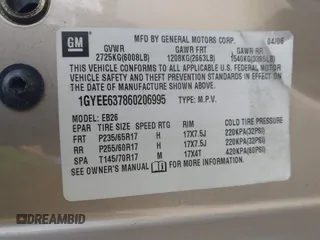 GM
MFD BY GENERAL MOTORS CORP. 04/06
GVWR GAWR FRT GAWR RR
2725KG(6008LB) 1208KG(2663LB) 1540KG(3395LB)
THIS VEHICLE CONFORMS TO ALL APPLICABLE U.S. FEDERAL MOTOR
VEHICLE SAFETY AND THEFT PREVENTION STANDARDS IN EFFECT ON
THE DATE OF MANUFACTURE SHOWN ABOVE.
1GYEE637860206995 TYPE: M.P.V.
MODEL: EB26
TIRE SIZE SPEED RTG RIM COLD TIRE PRESSURE
FRT P235/65R17 H 17X7.5J 220KPA(32PSI)
RR P255/60R17 H 17X7.5J 220KPA(32PSI)
SPA T145/70R17 M 17X4T 420KPA(60PSI)
SEE OWNER'S MANUAL FOR ADDITIONAL INFORMATION.
DREAMBID